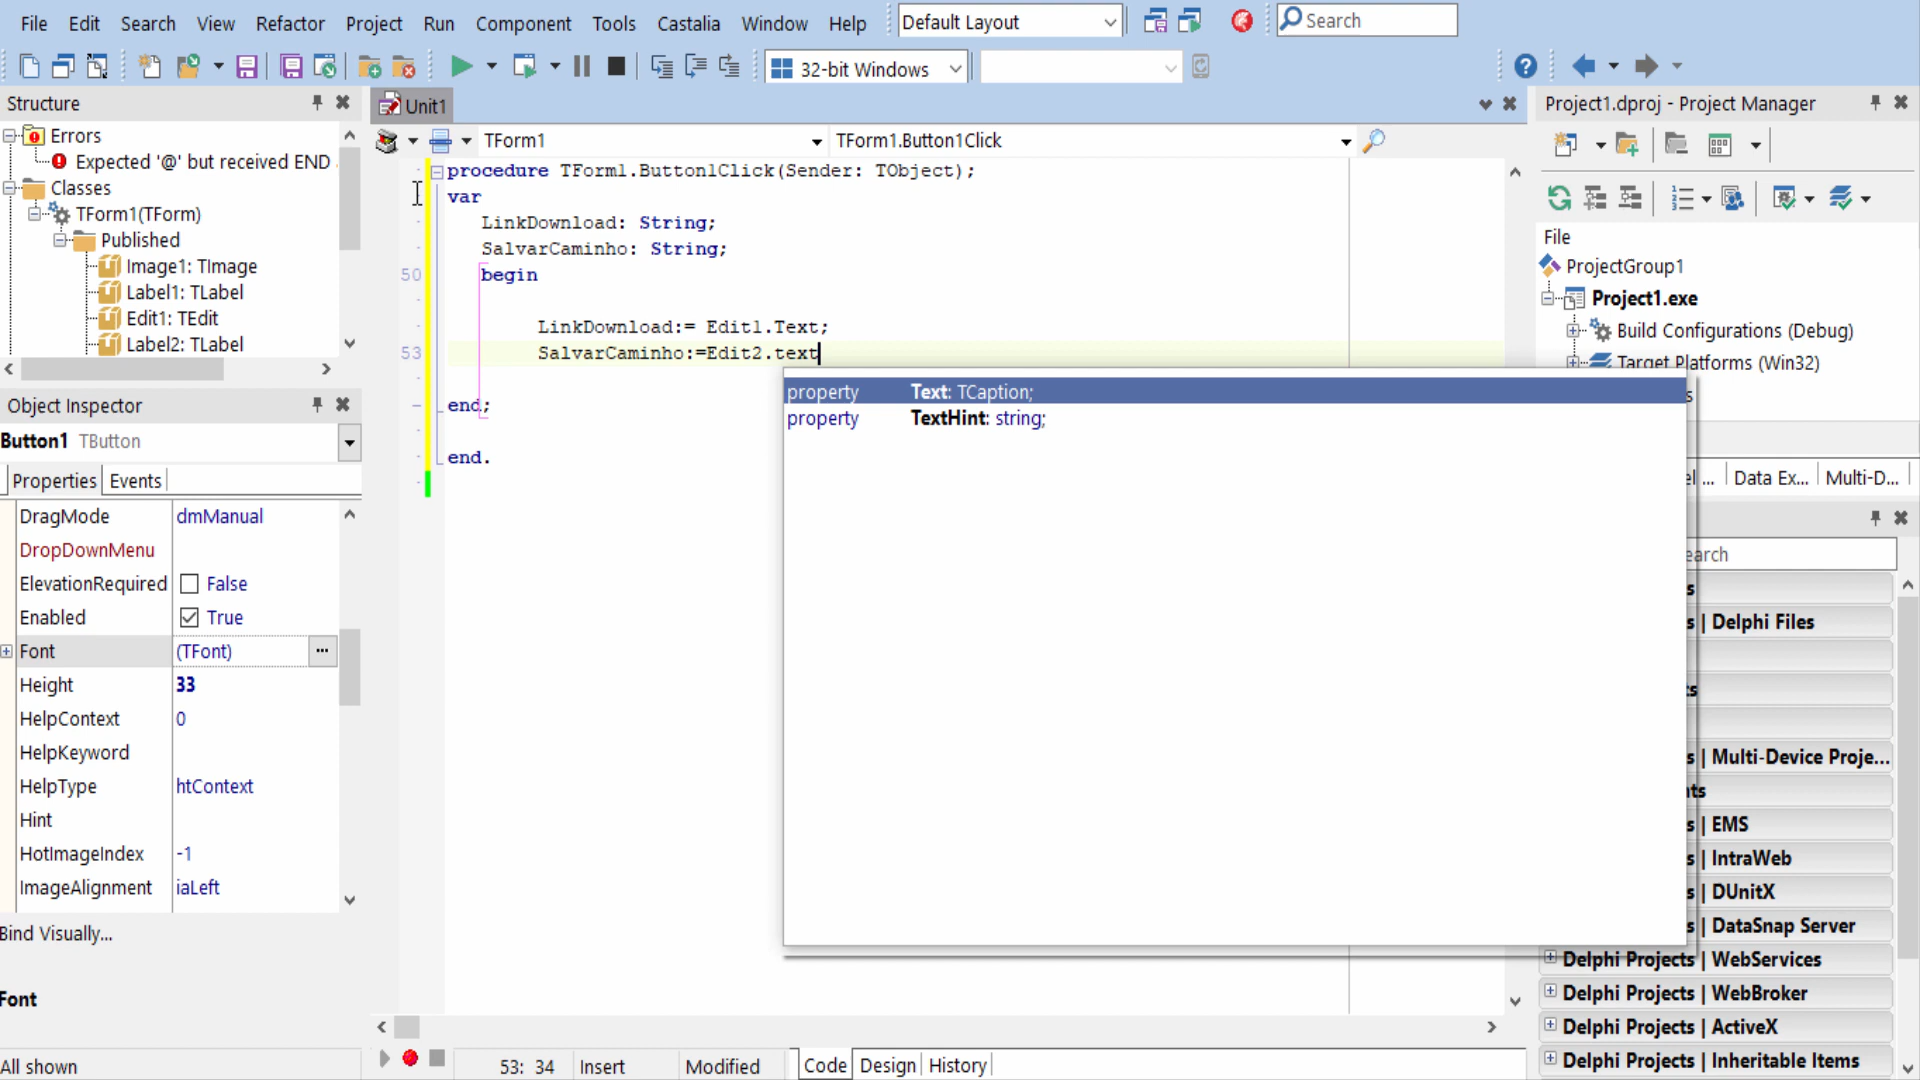 File Edit Search View Refactor Project Run Component Tools Castalia Window Help Default Layout Search
32-bit Windows
Structure
Errors
Expected '@' but received END
Classes
TForm1(TForm)
Published
Image1: TImage
Label1: TLabel
Edit1: TEdit
Label2: TLabel
Object Inspector
Button1 TButton
Properties Events
DragMode dmManual
DropDownMenu
ElevationRequired False
Enabled True
Font (TFont) ...
Height 33
HelpContext 0
HelpKeyword
HelpType htContext
Hint
HotImageIndex -1
ImageAlignment iaLeft
Bind Visually...
Font
All shown
Unit1
TForm1 TForm1.Button1Click
procedure TForm1.Button1Click(Sender: TObject);
var
LinkDownload: String;
SalvarCaminho: String;
50 begin
LinkDownload:= Edit1.Text;
53 SalvarCaminho:=Edit2.text
end;
end.
property Text: TCaption;
property TextHint: string;
53: 34 Insert Modified Code Design History
Project1.dproj - Project Manager
File
ProjectGroup1
Project1.exe
Build Configurations (Debug)
Target Platforms (Win32)
s
el ... Data Ex... Multi-D...
earch
s
s | Delphi Files
ts
s | Multi-Device Proje...
nts
s | EMS
s | IntraWeb
s | DUnitX
s | DataSnap Server
Delphi Projects | WebServices
Delphi Projects | WebBroker
Delphi Projects | ActiveX
Delphi Projects | Inheritable Items